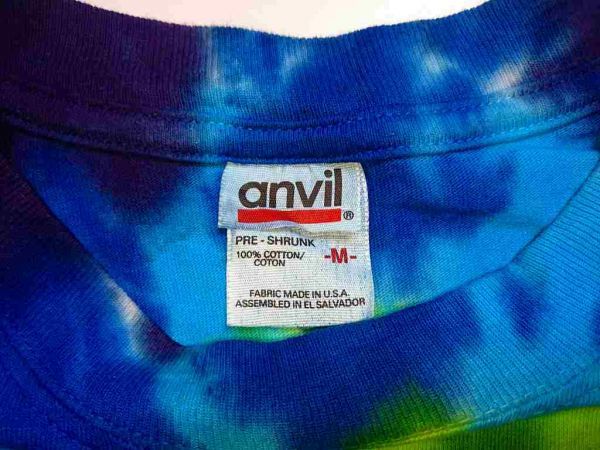 anvil®
PRE - SHRUNK
100% COTTON/
COTON
-M-
FABRIC MADE IN U.S.A.
ASSEMBLED IN EL SALVADOR